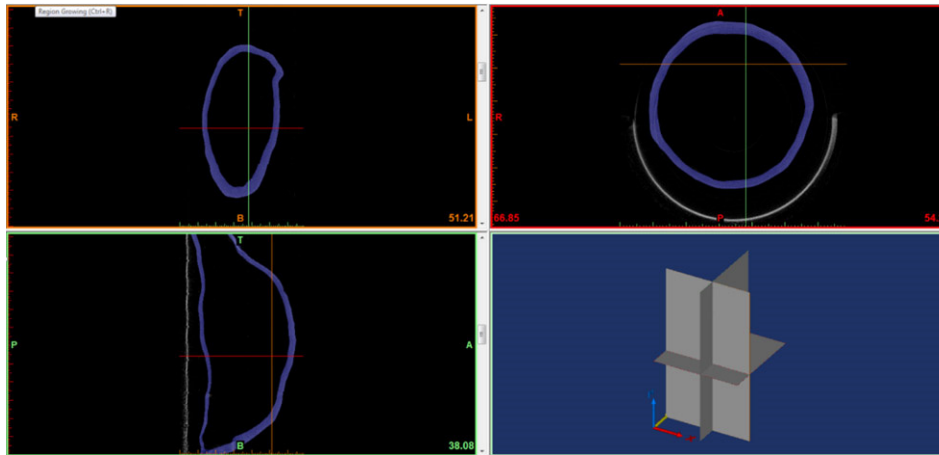 Region Growing (Ctrl+R)
T
R
L
B
51.21
A
R
66.85
P
54.
T
P
A
B
38.08